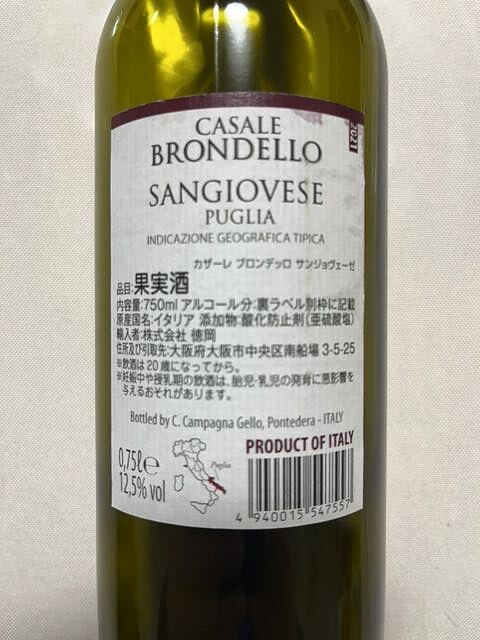 2021
CASALE
BRONDELLO
SANGIOVESE
PUGLIA
INDICAZIONE GEOGRAFICA TIPICA
カザーレ ブロンデッロ サンジョヴェーゼ
品目:果実酒
内容量:750ml アルコール分:裏ラベル別枠に記載
原産国名:イタリア 添加物:酸化防止剤(亜硫酸塩)
輸入者:株式会社 徳岡
住所及び引取先:大阪府大阪市中央区南船場 3-5-25
※飲酒は 20 歳になってから。
※妊娠中や授乳期の飲酒は、胎児・乳児の発育に悪影響を
与えるおそれがあります。
Bottled by C. Campagna Gello, Pontedera - ITALY
0,75ℓ℮
12,5% vol
Puglia
PRODUCT OF ITALY
4 940015 547557